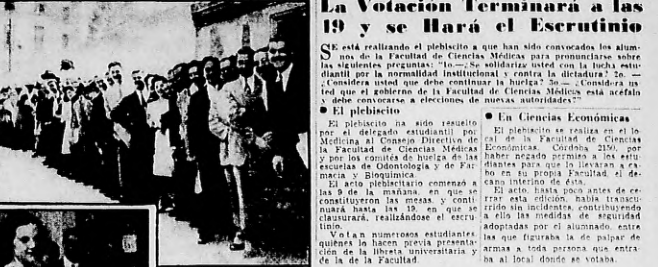 La Votación Terminará a las
19 y se Hará el Escrutinio
SE está realizando el plebiscito a que han sido convocados los alum-
nos de la Facultad de Ciencias Médicas para pronunciarse sobre
las siguientes preguntas: "1o.—¿Se solidariza usted con la lucha estu-
diantil por la normalidad institucional y contra la dictadura? 2o. —
¿Considera usted que debe continuar la huelga? 3o.— ¿Considera us-
ted que el gobierno de la Facultad de Ciencias Médicas está acéfalo
y debe convocarse a elecciones de nuevas autoridades?"
● El plebiscito
El plebiscito ha sido resuelto
por el delegado estudiantil por
Medicina al Consejo Directivo de
la Facultad de Ciencias Médicas
y por los comités de huelga de las
escuelas de Odontología y de Far-
macia y Bioquímica.
El acto plebiscitario comenzó a
las 9 de la mañana, en que se
constituyeron las mesas, y conti-
nuará hasta las 19, en que se
clausurará, realizándose el escru-
tinio.
Votan numerosos estudiantes,
quiénes lo hacen previa presenta-
ción de la libreta universitaria y
de la de la Facultad.
● En Ciencias Económicas
El plebiscito se realiza en el lo-
cal de la Facultad de Ciencias
Económicas, Córdoba 2150, por
haber negado permiso a los estu-
diantes para que lo llevaran a ca-
bo en su propia Facultad, el de-
cano interino de ésta.
El acto, hasta poco antes de ce-
rrar esta edición, había transcu-
rrido sin incidentes, contribuyendo
a ello las medidas de seguridad
adoptadas por el alumnado, entre
las que figuraba la de palpar de
armas a toda persona que entra-
ba al local donde se votaba.